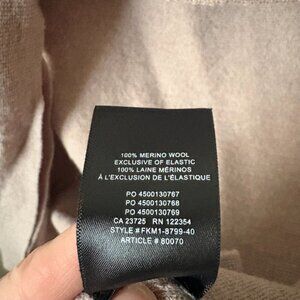 100% MERINO WOOL
EXCLUSIVE OF ELASTIC
100% LAINE MÉRINOS
À L'EXCLUSION DE L'ÉLASTIQUE
PO 4500130767
PO 4500130768
PO 4500130769
CA 23725 RN 122354
STYLE # FKM1-8799-40
ARTICLE # 80070